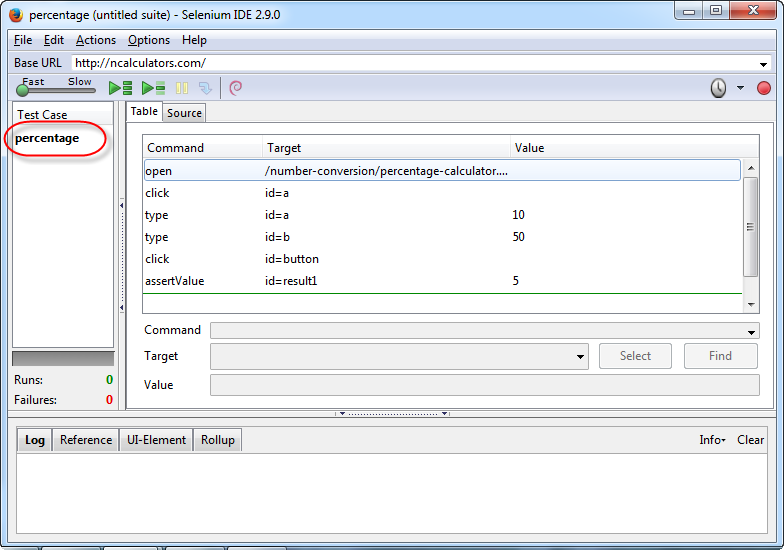 percentage (untitled suite) - Selenium IDE 2.9.0
File Edit Actions Options Help
Base URL http://ncalculators.com/
Fast Slow
Test Case
percentage
Table Source
Command Target Value
open /number-conversion/percentage-calculator....
click id=a
type id=a 10
type id=b 50
click id=button
assertValue id=result1 5
Command
Target Select Find
Value
Runs: 0
Failures: 0
Log Reference UI-Element Rollup Info Clear